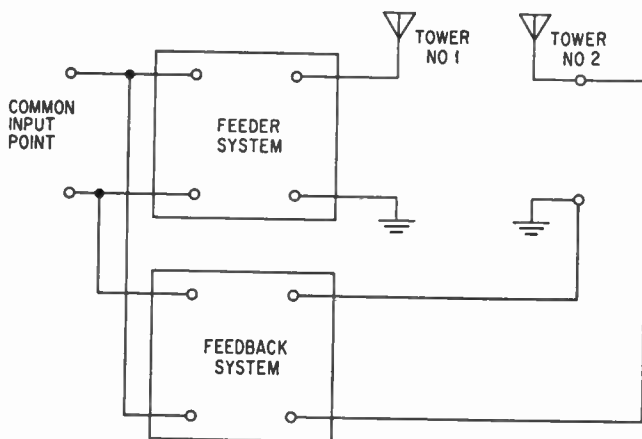 TOWER
NO 1
TOWER
NO 2
COMMON
INPUT
POINT
FEEDER
SYSTEM
FEEDBACK
SYSTEM